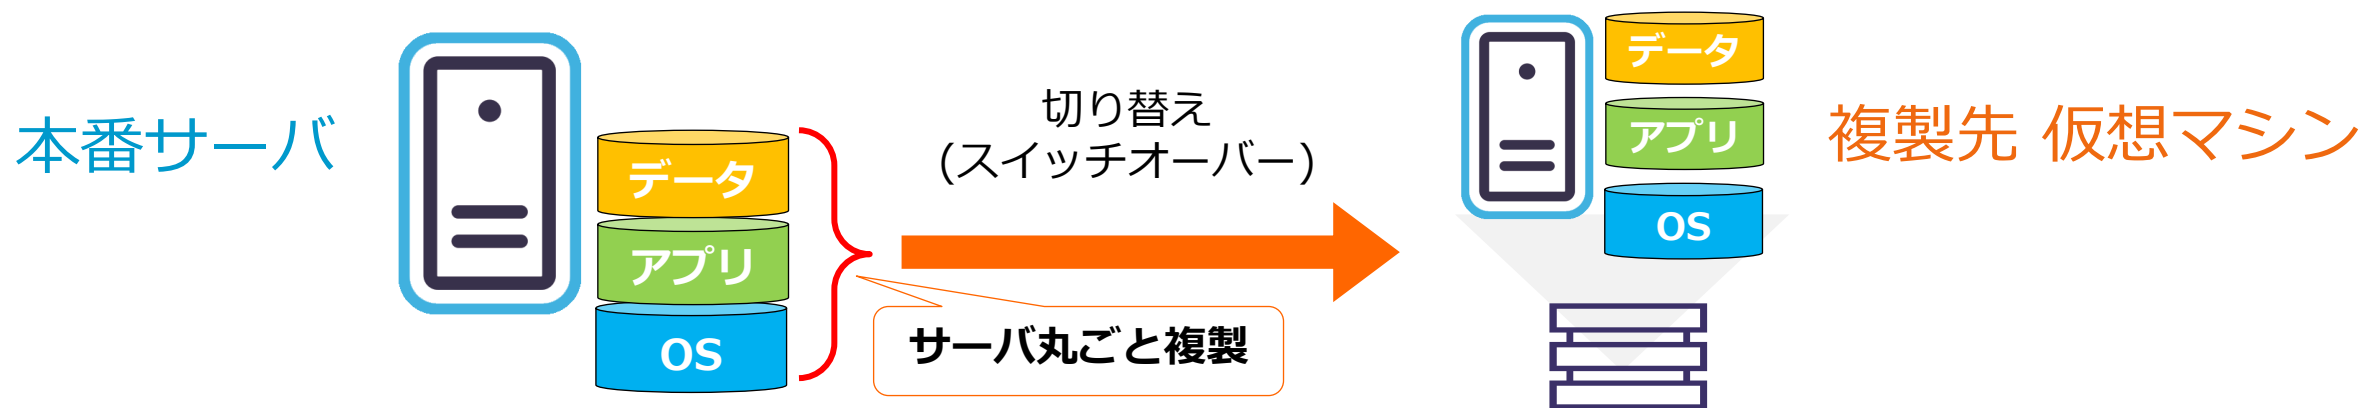 本番サーバ
データ
アプリ
OS
切り替え
(スイッチオーバー)
サーバ丸ごと複製
データ
アプリ
OS
複製先 仮想マシン